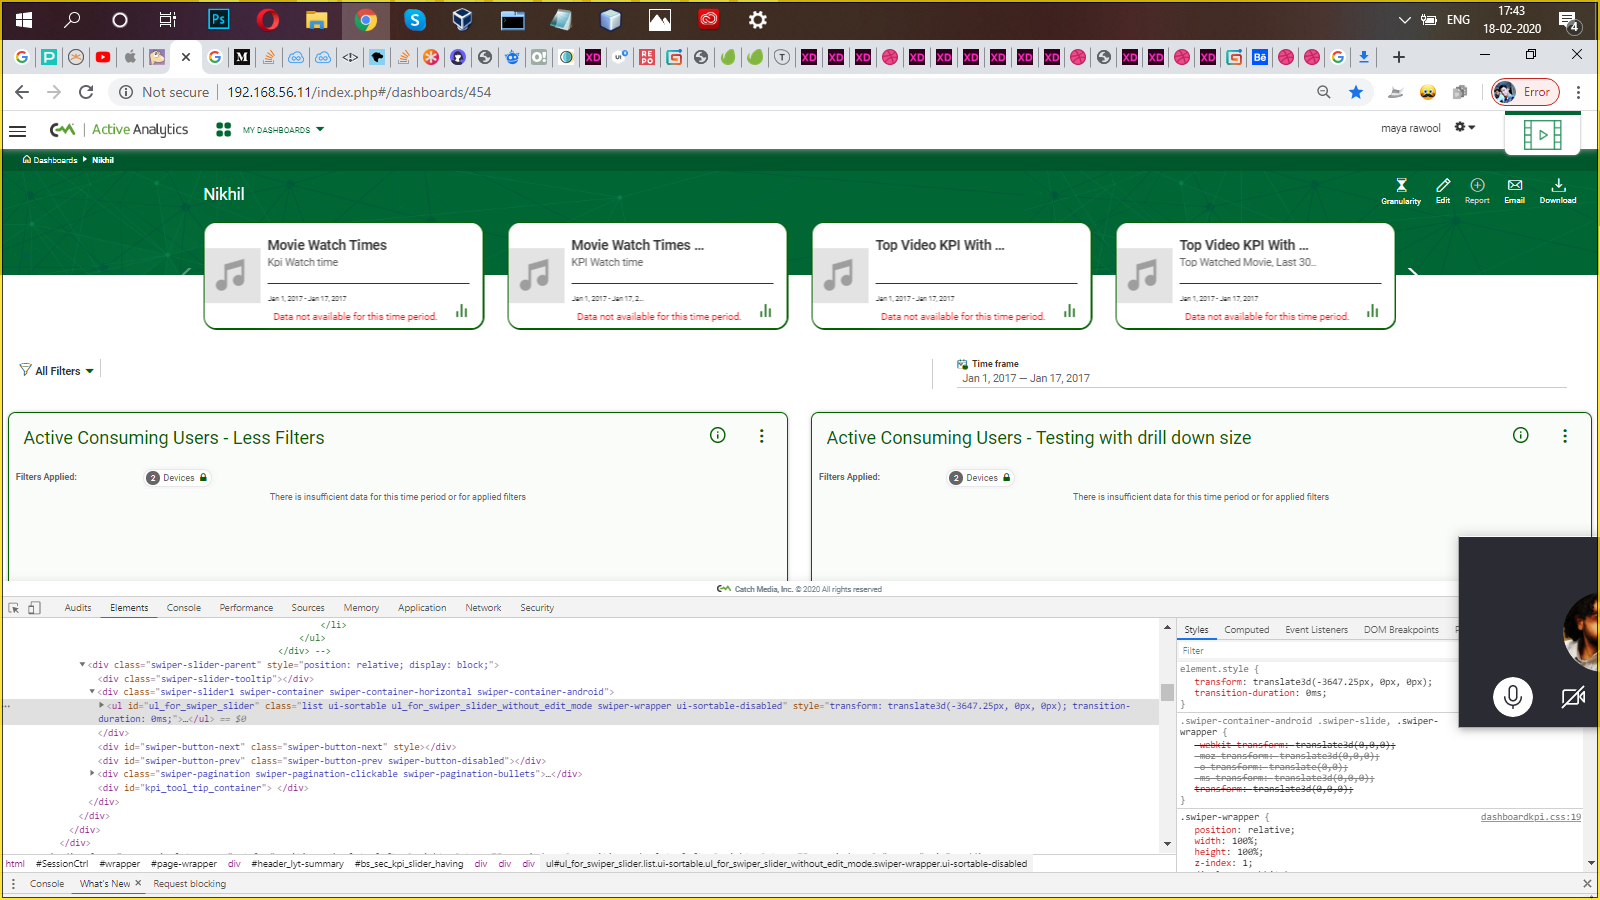 ENG
17:43
18-02-2020
4
Not secure | 192.168.56.11/index.php#/dashboards/454
Error
Active Analytics
MY DASHBOARDS
maya rawool
Dashboards
Nikhil
Nikhil
Granularity
Edit
Report
Email
Download
Movie Watch Times
Kpi Watch time
Jan 1, 2017 - Jan 17, 2017
Data not available for this time period.
Movie Watch Times ...
KPI Watch time
Jan 1, 2017 - Jan 17, 2...
Data not available for this time period.
Top Video KPI With ...
Jan 1, 2017 - Jan 17, 2017
Data not available for this time period.
Top Video KPI With ...
Top Watched Movie, Last 30...
Jan 1, 2017 - Jan 17, 2017
Data not available for this time period.
All Filters
Time frame
Jan 1, 2017 — Jan 17, 2017
Active Consuming Users - Less Filters
Filters Applied:
2 Devices
There is insufficient data for this time period or for applied filters
Active Consuming Users - Testing with drill down size
Filters Applied:
2 Devices
There is insufficient data for this time period or for applied filters
Catch Media, Inc. © 2020 All rights reserved
Audits Elements Console Performance Sources Memory Application Network Security
</li>
</ul>
</div> -->
<div class="swiper-slider-parent" style="position: relative; display: block;">
<div class="swiper-slider-tooltip"></div>
<div class="swiper-slider1 swiper-container swiper-container-horizontal swiper-container-android">
<ul id="ul_for_swiper_slider" class="list ui-sortable ul_for_swiper_slider_without_edit_mode swiper-wrapper ui-sortable-disabled" style="transform: translate3d(-3647.25px, 0px, 0px); transition-
duration: 0ms;">…</ul> == $0
</div>
<div id="swiper-button-next" class="swiper-button-next" style></div>
<div id="swiper-button-prev" class="swiper-button-prev swiper-button-disabled"></div>
<div class="swiper-pagination swiper-pagination-clickable swiper-pagination-bullets">…</div>
<div id="kpi_tool_tip_container"> </div>
</div>
</div>
</div>
</div>
Styles Computed Event Listeners DOM Breakpoints
Filter
element.style {
transform: translate3d(-3647.25px, 0px, 0px);
transition-duration: 0ms;
}
.swiper-container-android .swiper-slide, .swiper-
wrapper {
-webkit-transform: translate3d(0,0,0);
-moz-transform: translate3d(0,0,0);
-o-transform: translate(0,0);
-ms-transform: translate3d(0,0,0);
transform: translate3d(0,0,0);
}
.swiper-wrapper {
dashboardkpi.css:19
position: relative;
width: 100%;
height: 100%;
z-index: 1;
html #SessionCtrl #wrapper #page-wrapper div #header_lyt-summary #bs_sec_kpi_slider_having div div div ul#ul_for_swiper_slider.list.ui-sortable.ul_for_swiper_slider_without_edit_mode.swiper-wrapper.ui-sortable-disabled
Console What's New Request blocking